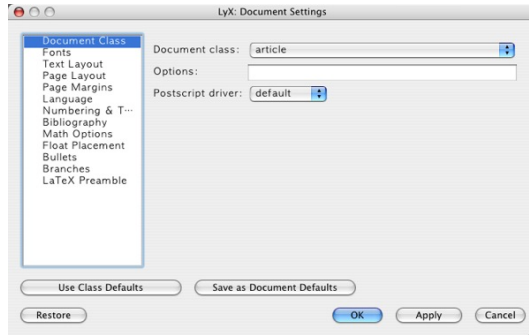 LyX: Document Settings
Document Class
Fonts
Text Layout
Page Layout
Page Margins
Language
Numbering & T...
Bibliography
Math Options
Float Placement
Bullets
Branches
LaTeX Preamble
Document class: article
Options:
Postscript driver: default
Use Class Defaults Save as Document Defaults
Restore OK Apply Cancel